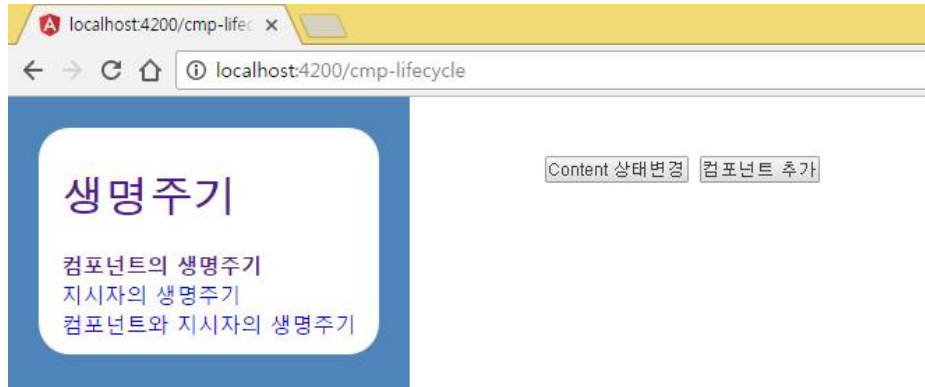 localhost:4200/cmp-lifec
localhost:4200/cmp-lifecycle
생명주기
컴포넌트의 생명주기
지시자의 생명주기
컴포넌트와 지시자의 생명주기
Content 상태변경 컴포넌트 추가